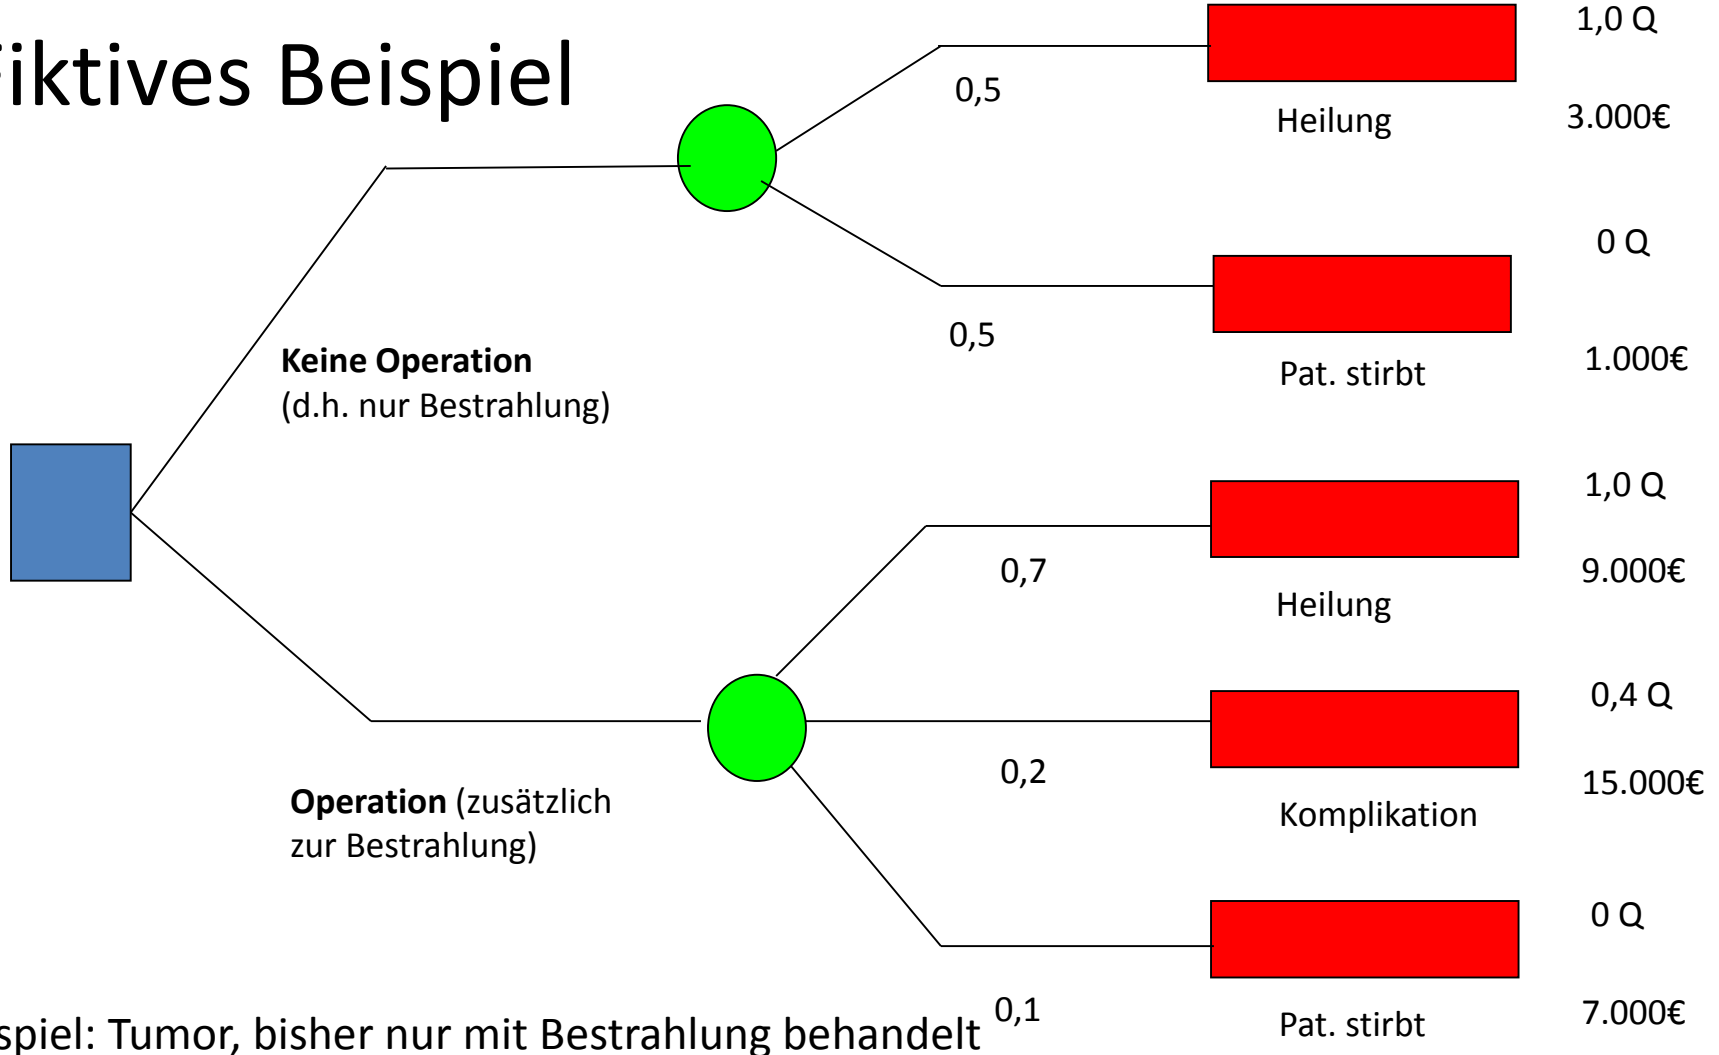 iktives Beispiel
1,0 Q
0,5
Heilung
3.000€
0 Q
0,5
Pat. stirbt
1.000€
Keine Operation
(d.h. nur Bestrahlung)
1,0 Q
0,7
9.000€
Heilung
0,4 Q
0,2
15.000€
Komplikation
Operation (zusätzlich
zur Bestrahlung)
0 Q
0,1
Pat. stirbt
7.000€
spiel: Tumor, bisher nur mit Bestrahlung behandelt